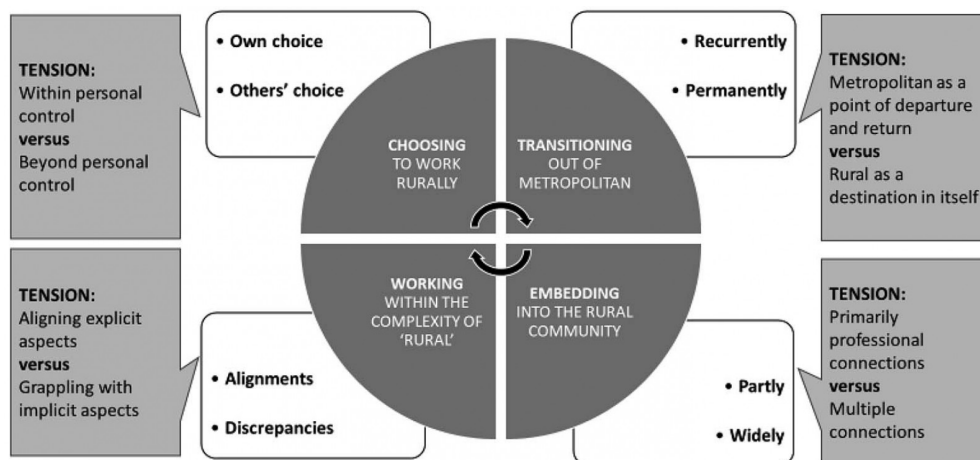 TENSION:
Within personal
control
versus
Beyond personal
control
• Own choice
• Others' choice
CHOOSING
TO WORK
RURALLY
TRANSITIONING
OUT OF
METROPOLITAN
• Recurrently
• Permanently
TENSION:
Metropolitan as a
point of departure
and return
versus
Rural as a
destination in itself
TENSION:
Aligning explicit
aspects
versus
Grappling with
implicit aspects
• Alignments
• Discrepancies
WORKING
WITHIN THE
COMPLEXITY OF
'RURAL'
EMBEDDING
INTO THE RURAL
COMMUNITY
• Partly
• Widely
TENSION:
Primarily
professional
connections
versus
Multiple
connections